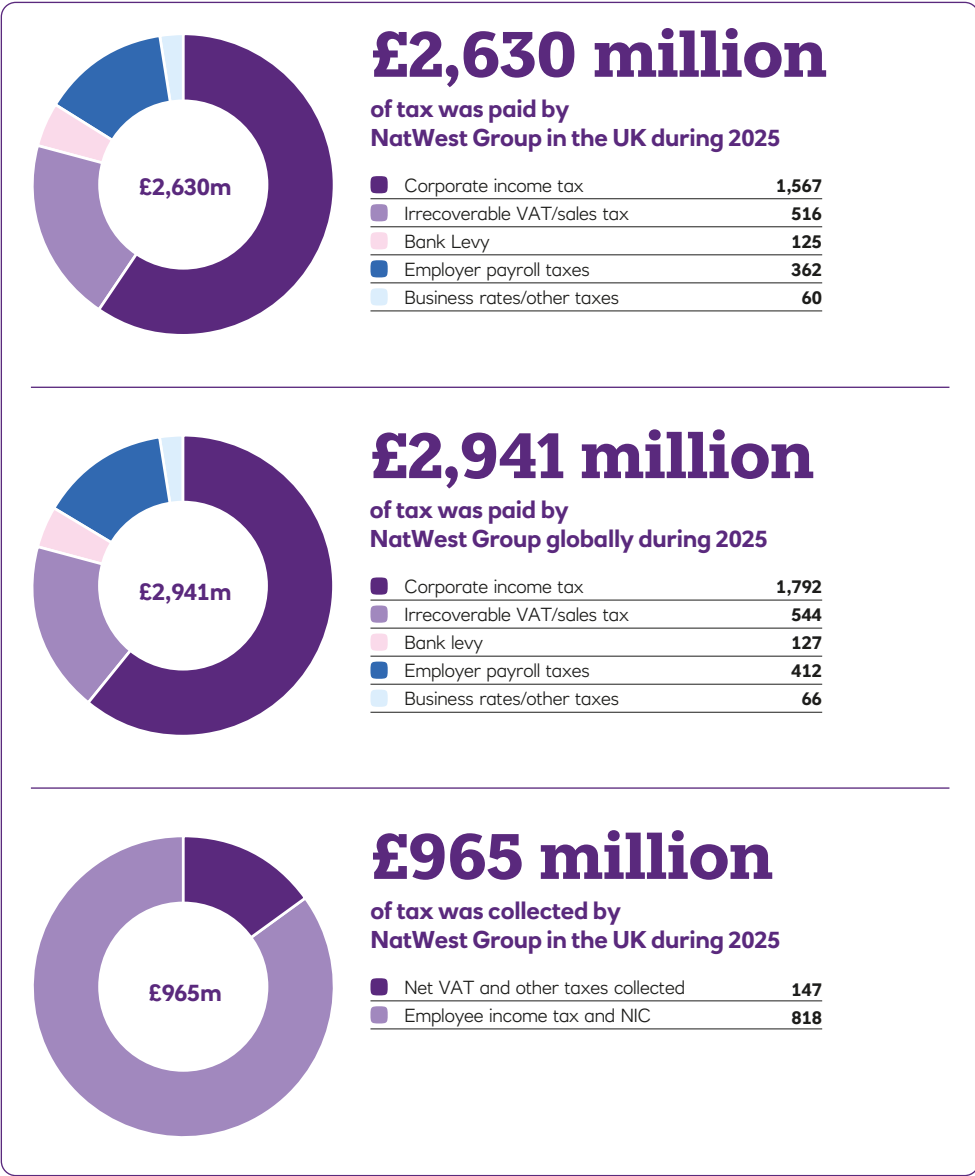 £2,630m
£2,630 million
of tax was paid by
NatWest Group in the UK during 2025
Corporate income tax 1,567
Irrecoverable VAT/sales tax 516
Bank Levy 125
Employer payroll taxes 362
Business rates/other taxes 60
£2,941m
£2,941 million
of tax was paid by
NatWest Group globally during 2025
Corporate income tax 1,792
Irrecoverable VAT/sales tax 544
Bank levy 127
Employer payroll taxes 412
Business rates/other taxes 66
£965m
£965 million
of tax was collected by
NatWest Group in the UK during 2025
Net VAT and other taxes collected 147
Employee income tax and NIC 818